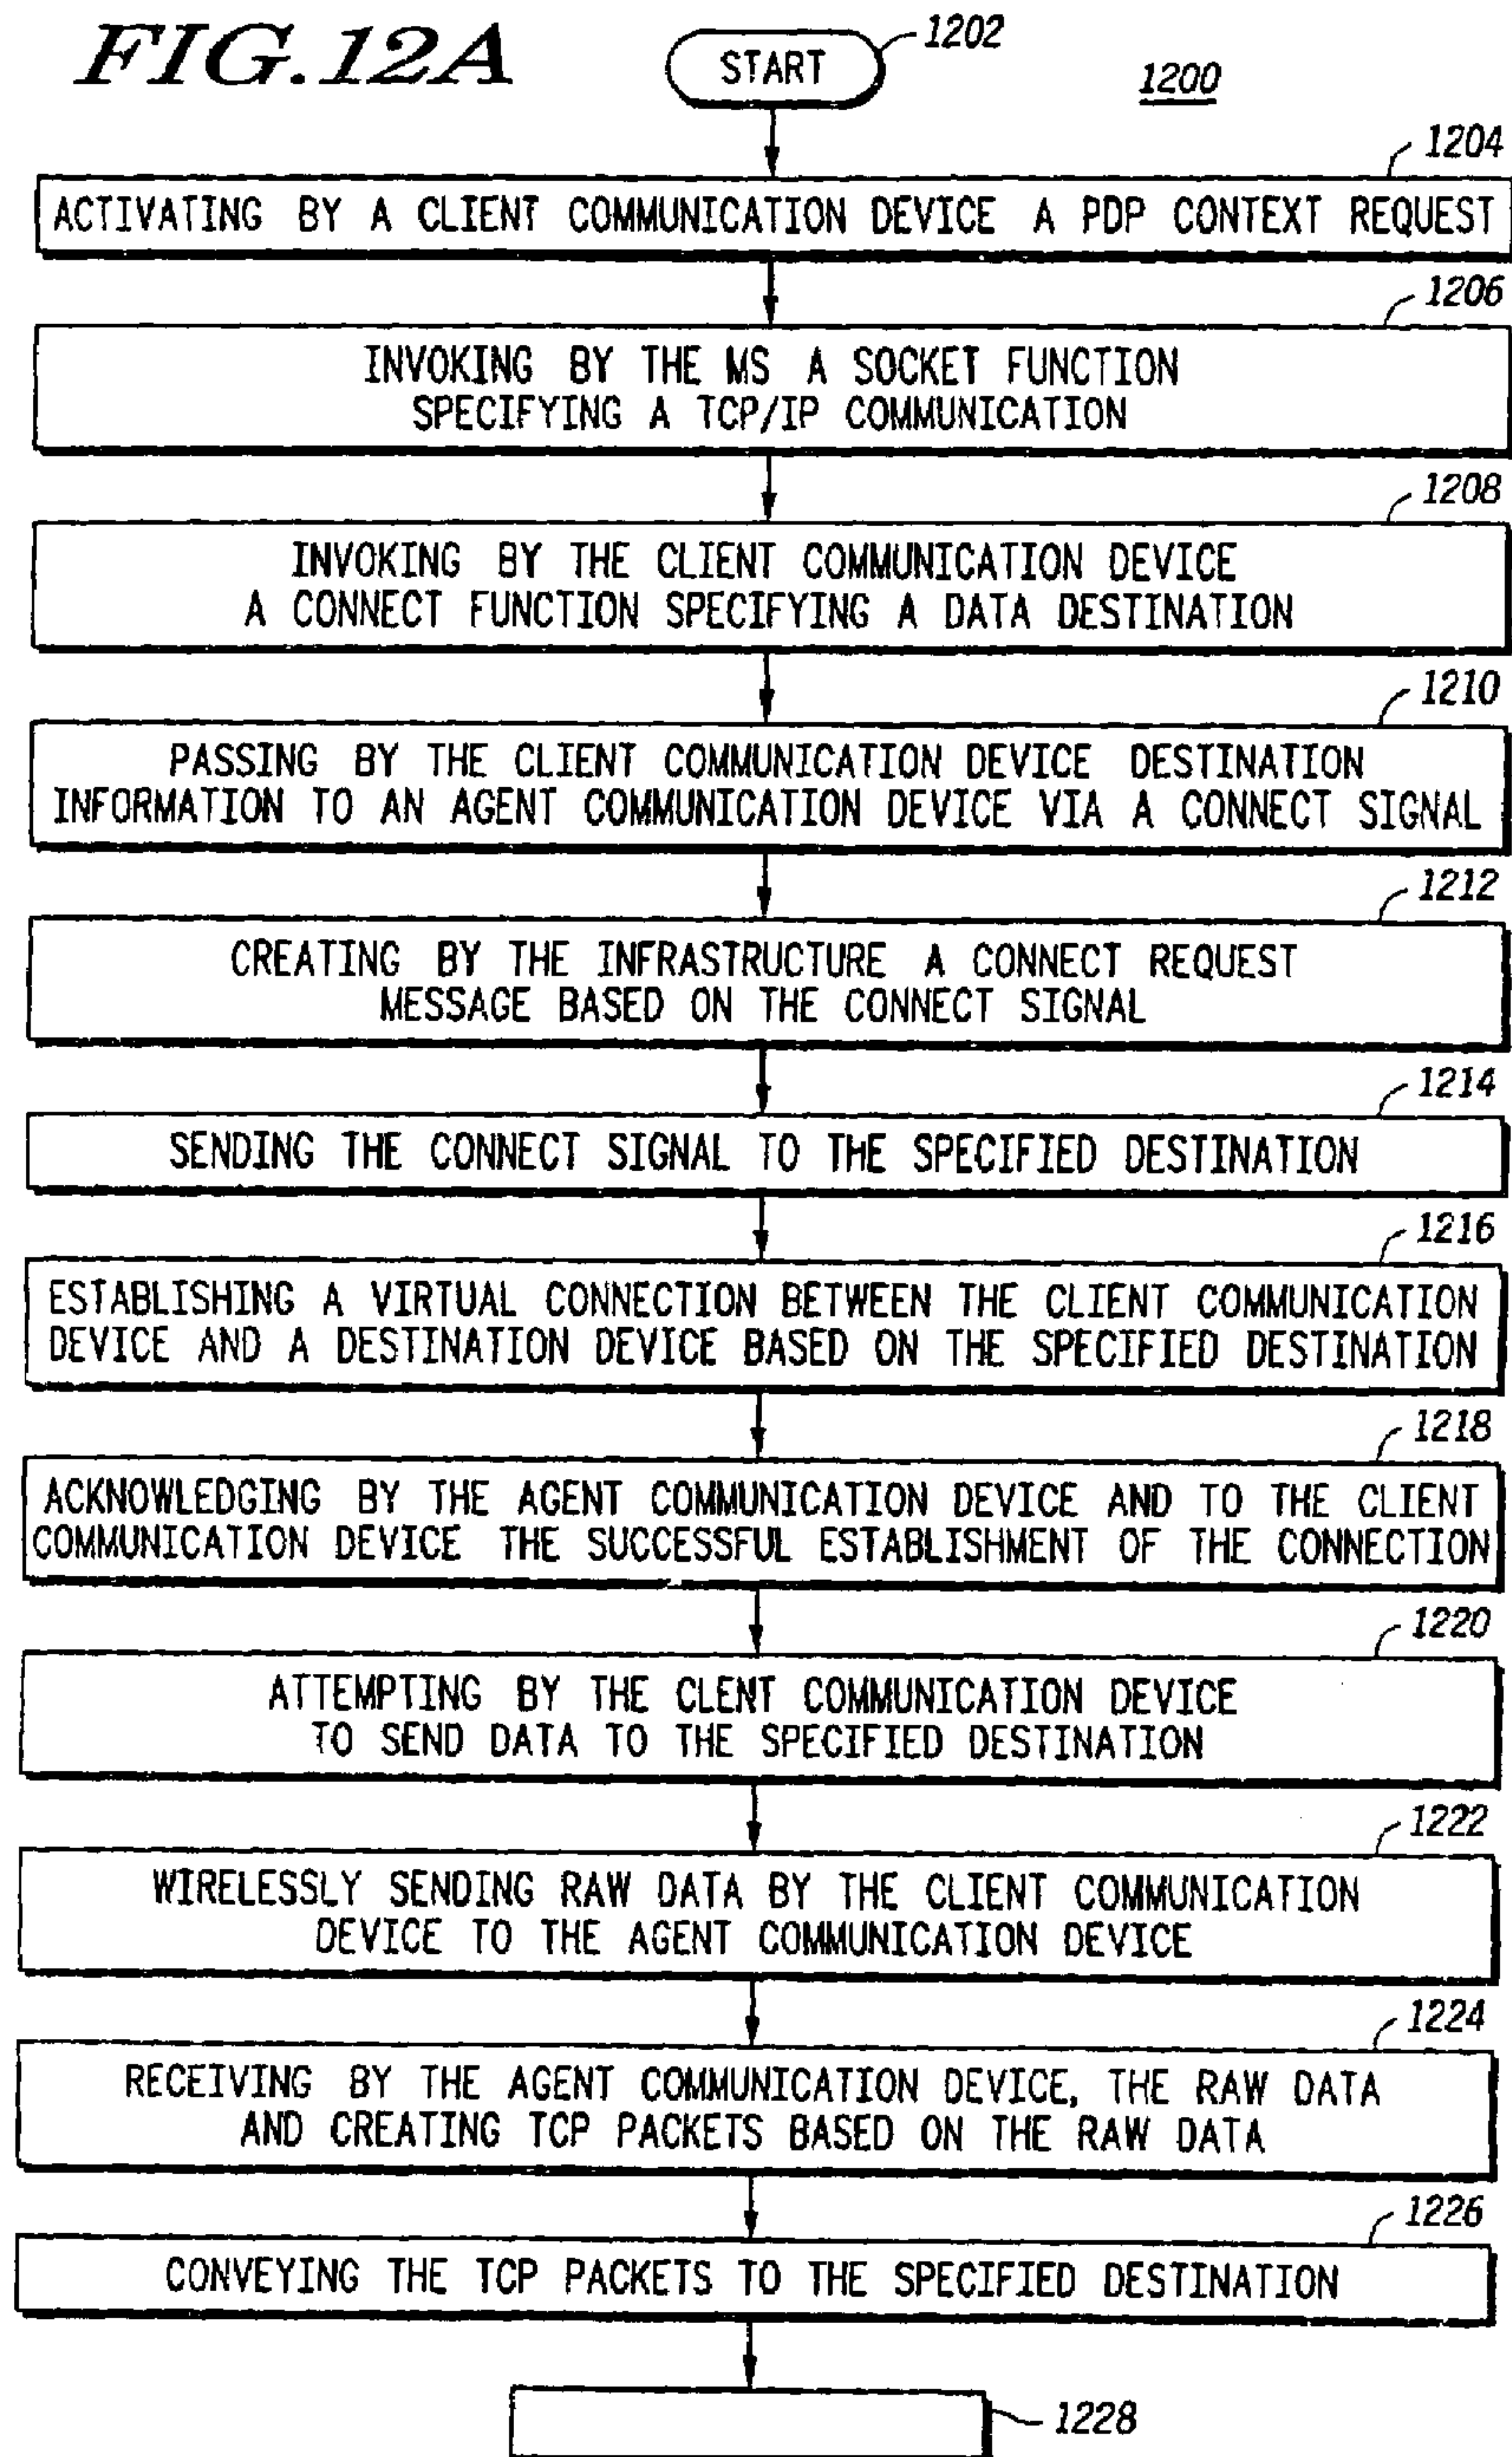 FIG.12A
START
1202
1200
1204
ACTIVATING BY A CLIENT COMMUNICATION DEVICE A PDP CONTEXT REQUEST
1206
INVOKING BY THE MS A SOCKET FUNCTION
SPECIFYING A TCP/IP COMMUNICATION
1208
INVOKING BY THE CLIENT COMMUNICATION DEVICE
A CONNECT FUNCTION SPECIFYING A DATA DESTINATION
1210
PASSING BY THE CLIENT COMMUNICATION DEVICE DESTINATION
INFORMATION TO AN AGENT COMMUNICATION DEVICE VIA A CONNECT SIGNAL
1212
CREATING BY THE INFRASTRUCTURE A CONNECT REQUEST
MESSAGE BASED ON THE CONNECT SIGNAL
1214
SENDING THE CONNECT SIGNAL TO THE SPECIFIED DESTINATION
1216
ESTABLISHING A VIRTUAL CONNECTION BETWEEN THE CLIENT COMMUNICATION
DEVICE AND A DESTINATION DEVICE BASED ON THE SPECIFIED DESTINATION
1218
ACKNOWLEDGING BY THE AGENT COMMUNICATION DEVICE AND TO THE CLIENT
COMMUNICATION DEVICE THE SUCCESSFUL ESTABLISHMENT OF THE CONNECTION
1220
ATTEMPTING BY THE CLENT COMMUNICATION DEVICE
TO SEND DATA TO THE SPECIFIED DESTINATION
1222
WIRELESSLY SENDING RAW DATA BY THE CLIENT COMMUNICATION
DEVICE TO THE AGENT COMMUNICATION DEVICE
1224
RECEIVING BY THE AGENT COMMUNICATION DEVICE, THE RAW DATA
AND CREATING TCP PACKETS BASED ON THE RAW DATA
1226
CONVEYING THE TCP PACKETS TO THE SPECIFIED DESTINATION
1228